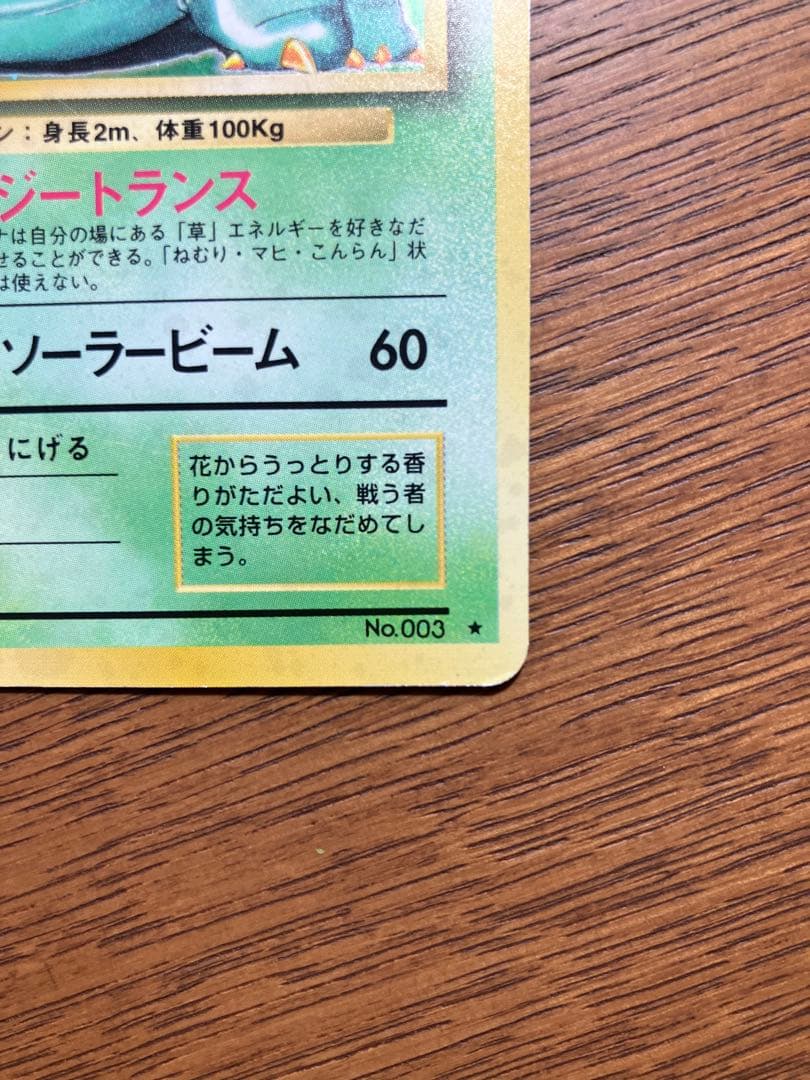 ン：身長2m、体重100Kg
ジートランス
ナは自分の場にある「草」エネルギーを好きなだ
せることができる。「ねむり・マヒ・こんらん」状
は使えない。
ソーラービーム 60
にげる
花からうっとりする香
りがただよい、戦う者
の気持ちをなだめてし
まう。
No.003 ★